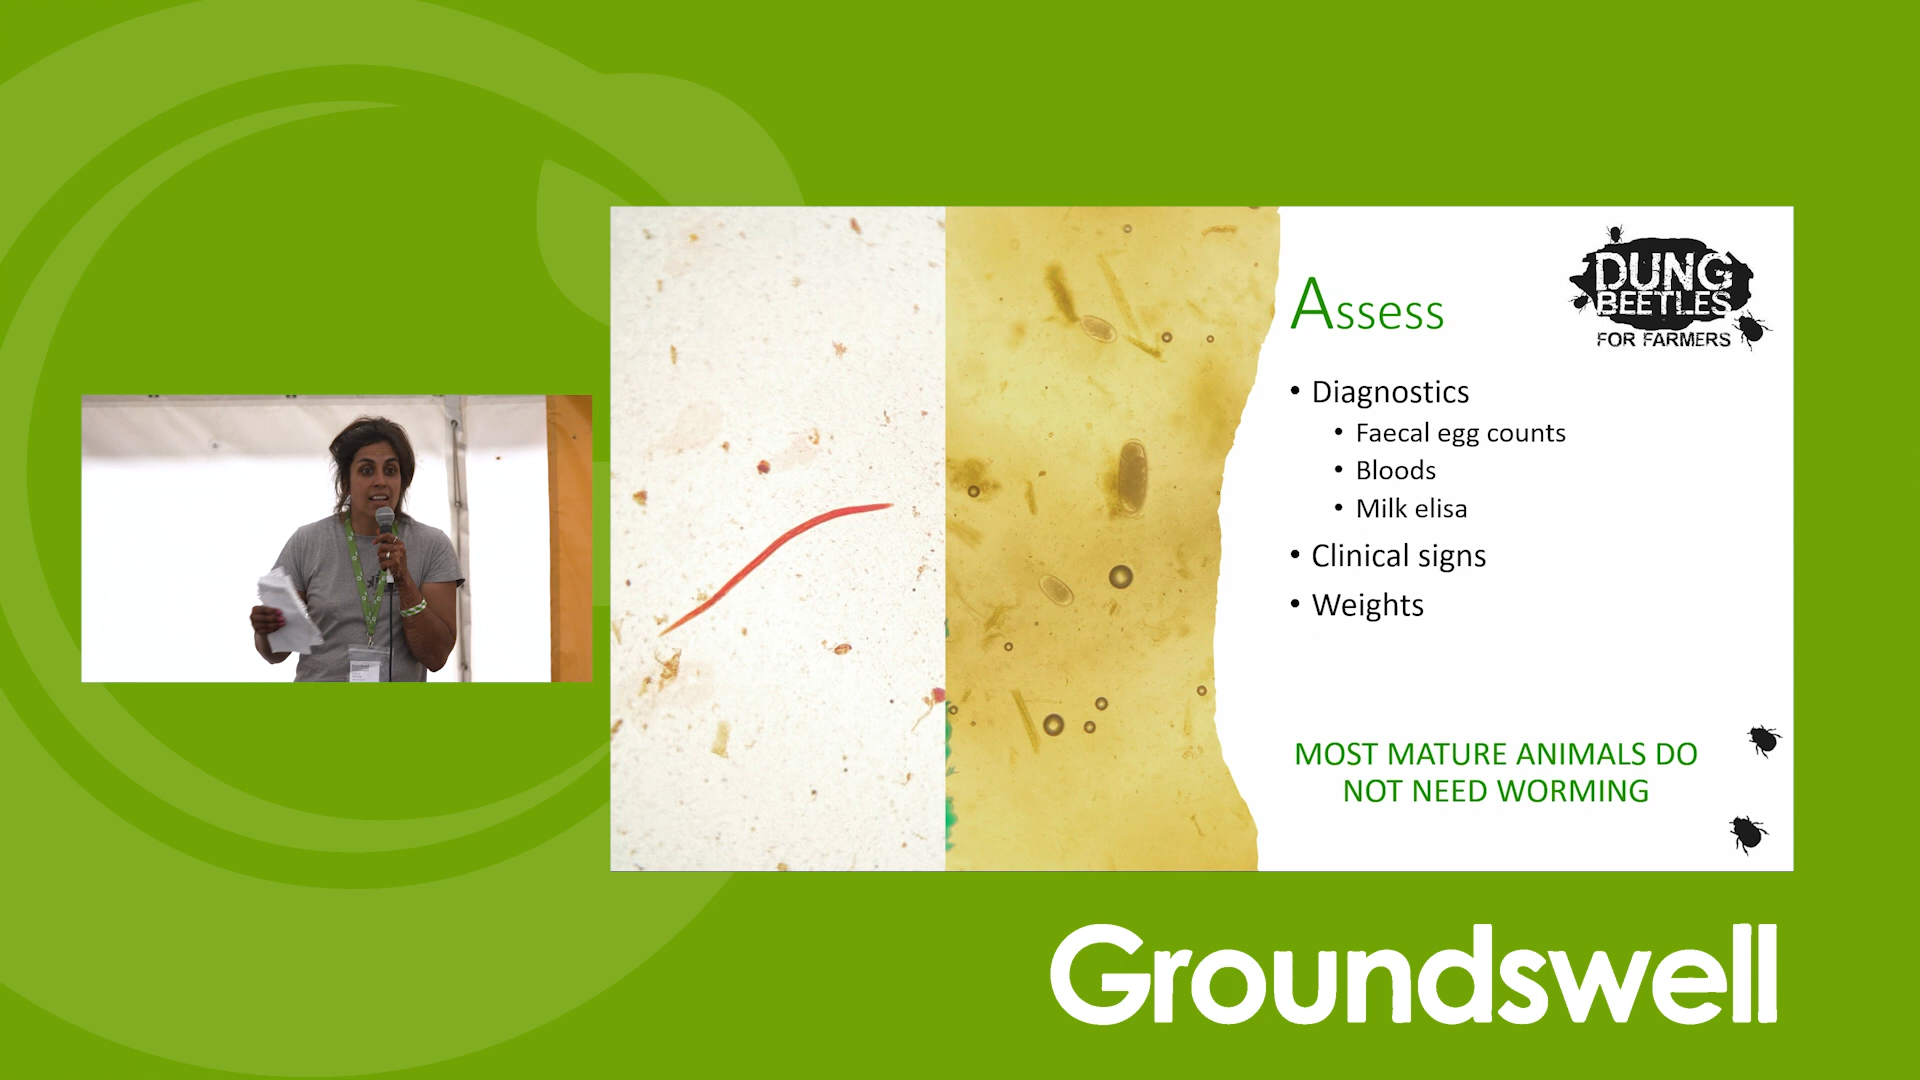 DUNG
BEETLES
FOR FARMERS
Assess
• Diagnostics
• Faecal egg counts
• Bloods
• Milk elisa
• Clinical signs
• Weights
MOST MATURE ANIMALS DO
NOT NEED WORMING
Groundswell